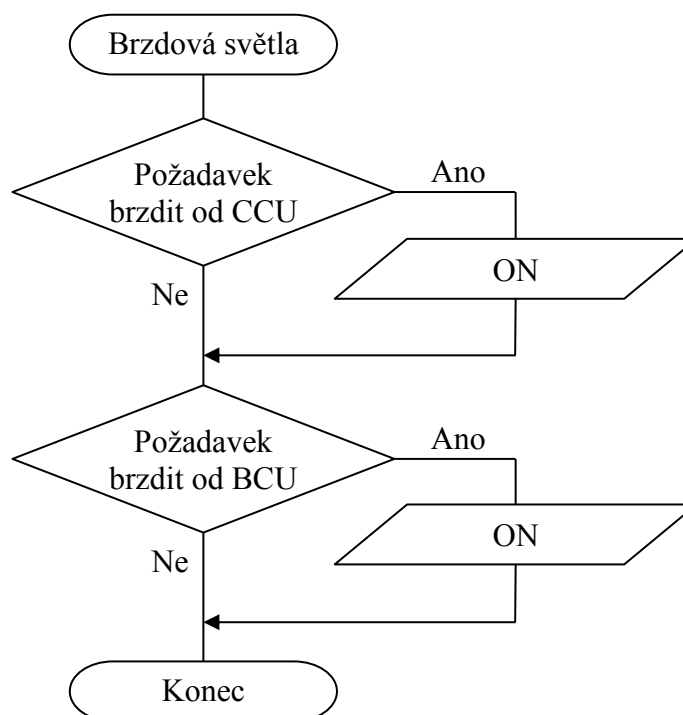 Brzdová světla
Požadavek
brzdit od CCU
Ano
ON
Ne
Požadavek
brzdit od BCU
Ano
ON
Ne
Konec